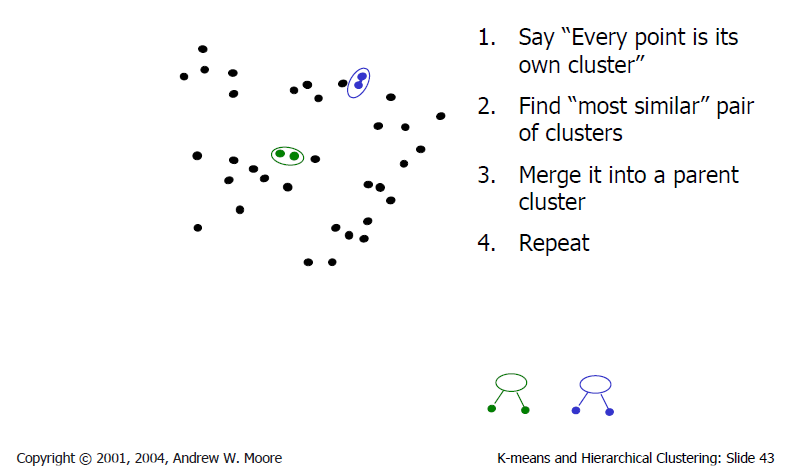 1. Say “Every point is its
own cluster”
2. Find “most similar” pair
of clusters
3. Merge it into a parent
cluster
4. Repeat
Copyright © 2001, 2004, Andrew W. Moore
K-means and Hierarchical Clustering: Slide 43